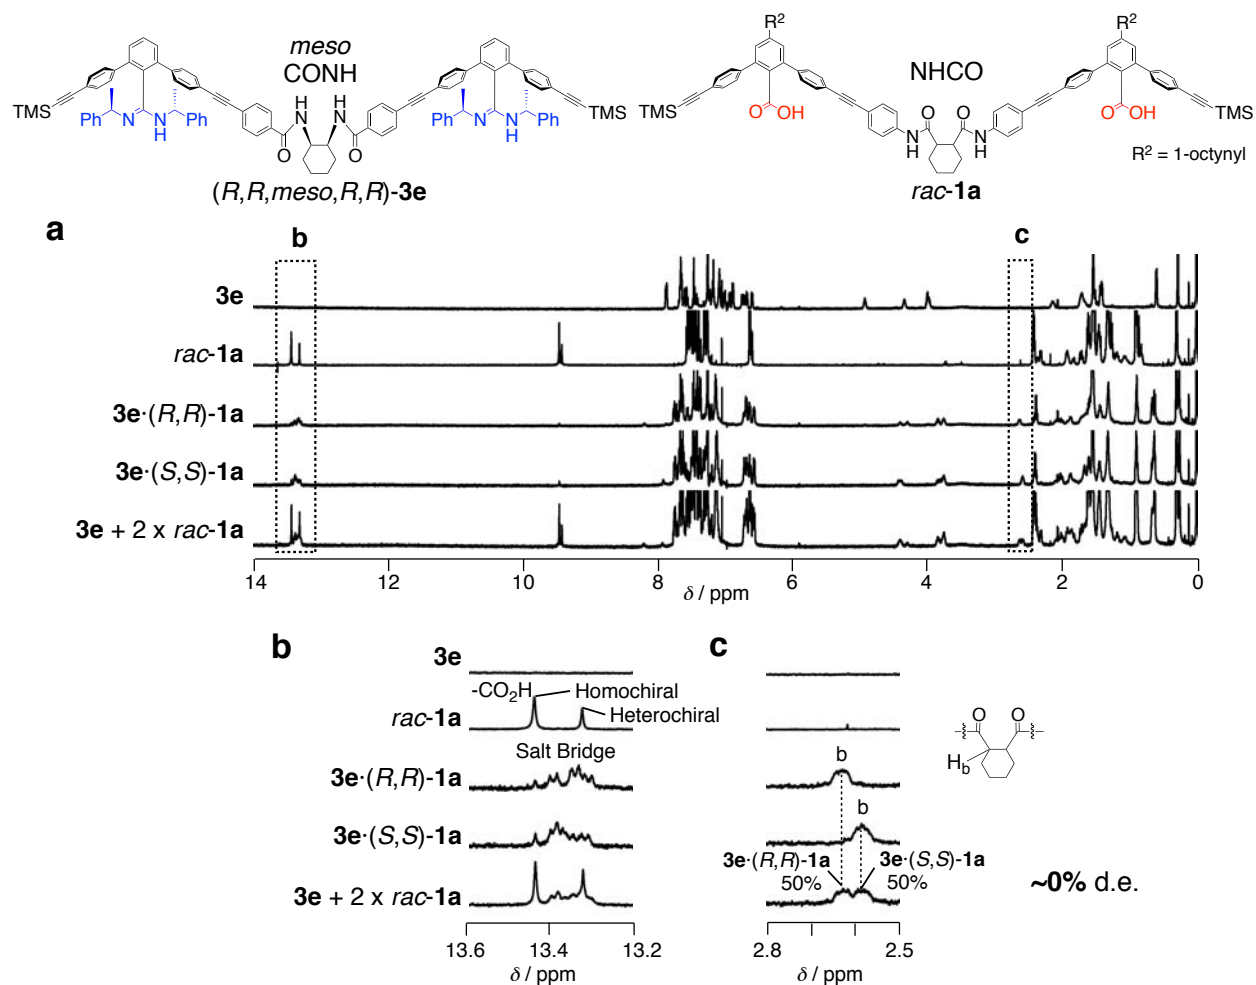 meso
CONH
TMS
Ph
N
N
H
Ph
H
N
O
H
N
O
Ph
N
N
H
Ph
TMS
(R,R,meso,R,R)-3e
R2
R2
NHCO
TMS
O
OH
O
O
N
H
N
H
O
OH
TMS
R2 = 1-octynyl
rac-1a
a
b
c
3e
rac-1a
3e·(R,R)-1a
3e·(S,S)-1a
3e + 2 x rac-1a
14
12
10
8
6
4
2
0
δ / ppm
b
3e
-CO2H
Homochiral
rac-1a
Heterochiral
Salt Bridge
3e·(R,R)-1a
3e·(S,S)-1a
3e + 2 x rac-1a
13.6
13.4
13.2
δ / ppm
c
b
b
3e·(R,R)-1a
50%
3e·(S,S)-1a
50%
2.8
2.5
δ / ppm
O
O
Hb
~0% d.e.